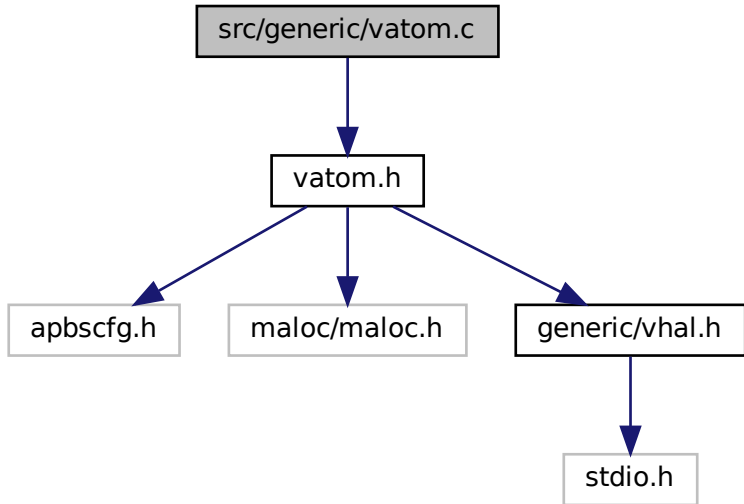 src/generic/vatom.c
vatom.h
apbscfg.h
maloc/maloc.h
generic/vhal.h
stdio.h